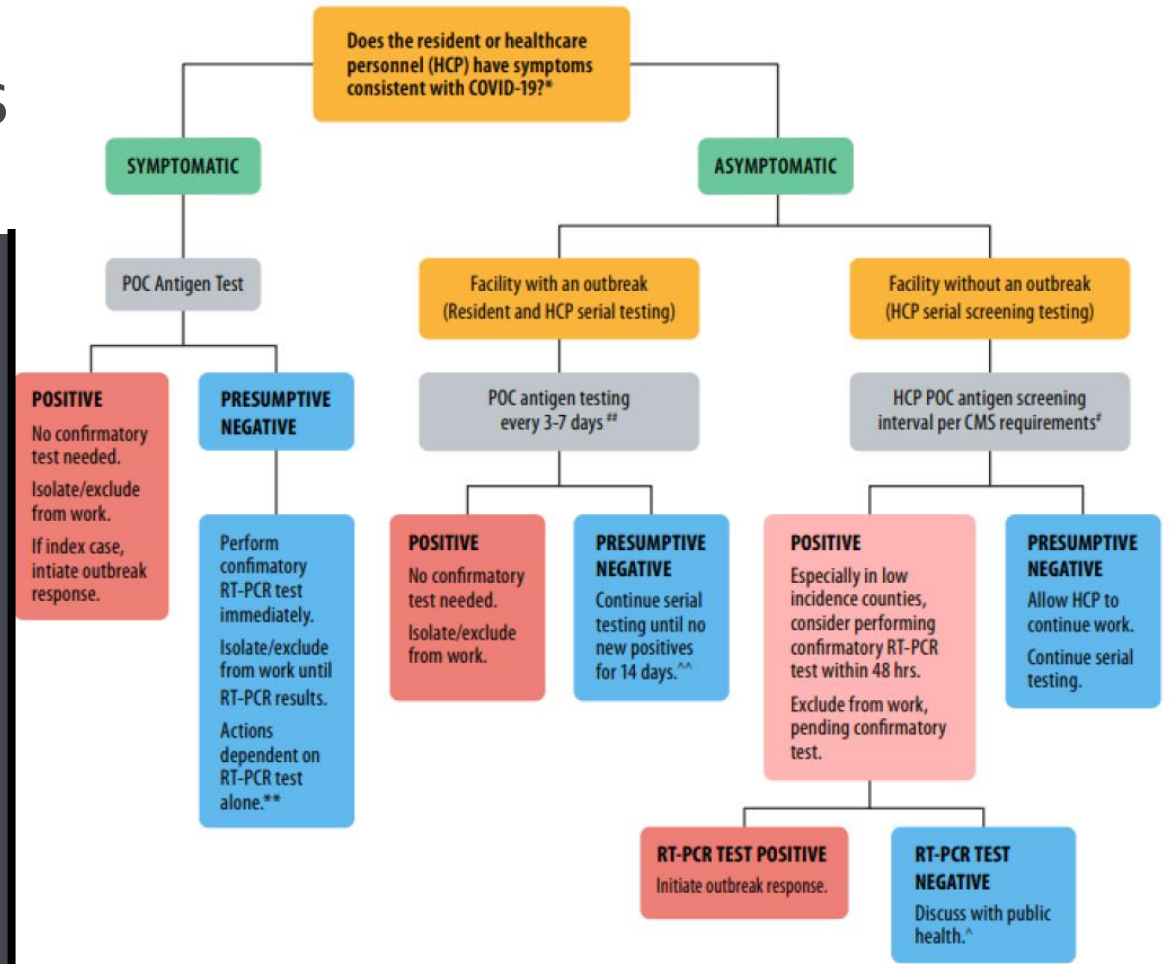 S
Does the resident or healthcare
personnel (HCP) have symptoms
consistent with COVID-19?*
SYMPTOMATIC
ASYMPTOMATIC
POC Antigen Test
Facility with an outbreak
(Resident and HCP serial testing)
Facility without an outbreak
(HCP serial screening testing)
POSITIVE
No confirmatory
test needed.
Isolate/exclude
from work.
If index case,
intiate outbreak
response.
PRESUMPTIVE
NEGATIVE
POC antigen testing
every 3-7 days ##
HCP POC antigen screening
interval per CMS requirements#
Perform
confimatory
RT-PCR test
immediately.
Isolate/exclude
from work until
RT-PCR results.
Actions
dependent on
RT-PCR test
alone.**
POSITIVE
No confirmatory
test needed.
Isolate/exclude
from work.
PRESUMPTIVE
NEGATIVE
Continue serial
testing until no
new positives
for 14 days.^^
POSITIVE
Especially in low
incidence counties,
consider performing
confirmatory RT-PCR
test within 48 hrs.
Exclude from work,
pending confirmatory
test.
PRESUMPTIVE
NEGATIVE
Allow HCP to
continue work.
Continue serial
testing.
RT-PCR TEST POSITIVE
Initiate outbreak response.
RT-PCR TEST
NEGATIVE
Discuss with public
health.^